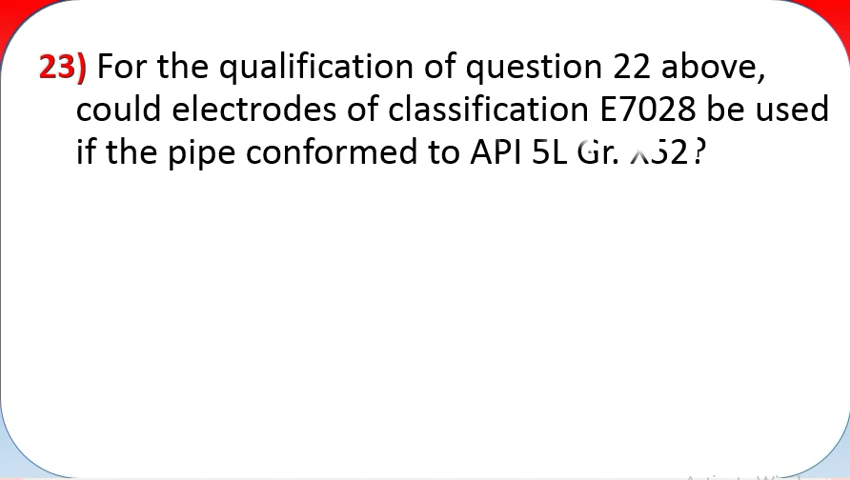 23) For the qualification of question 22 above,
could electrodes of classification E7028 be used
if the pipe conformed to API 5L Gr. X52?